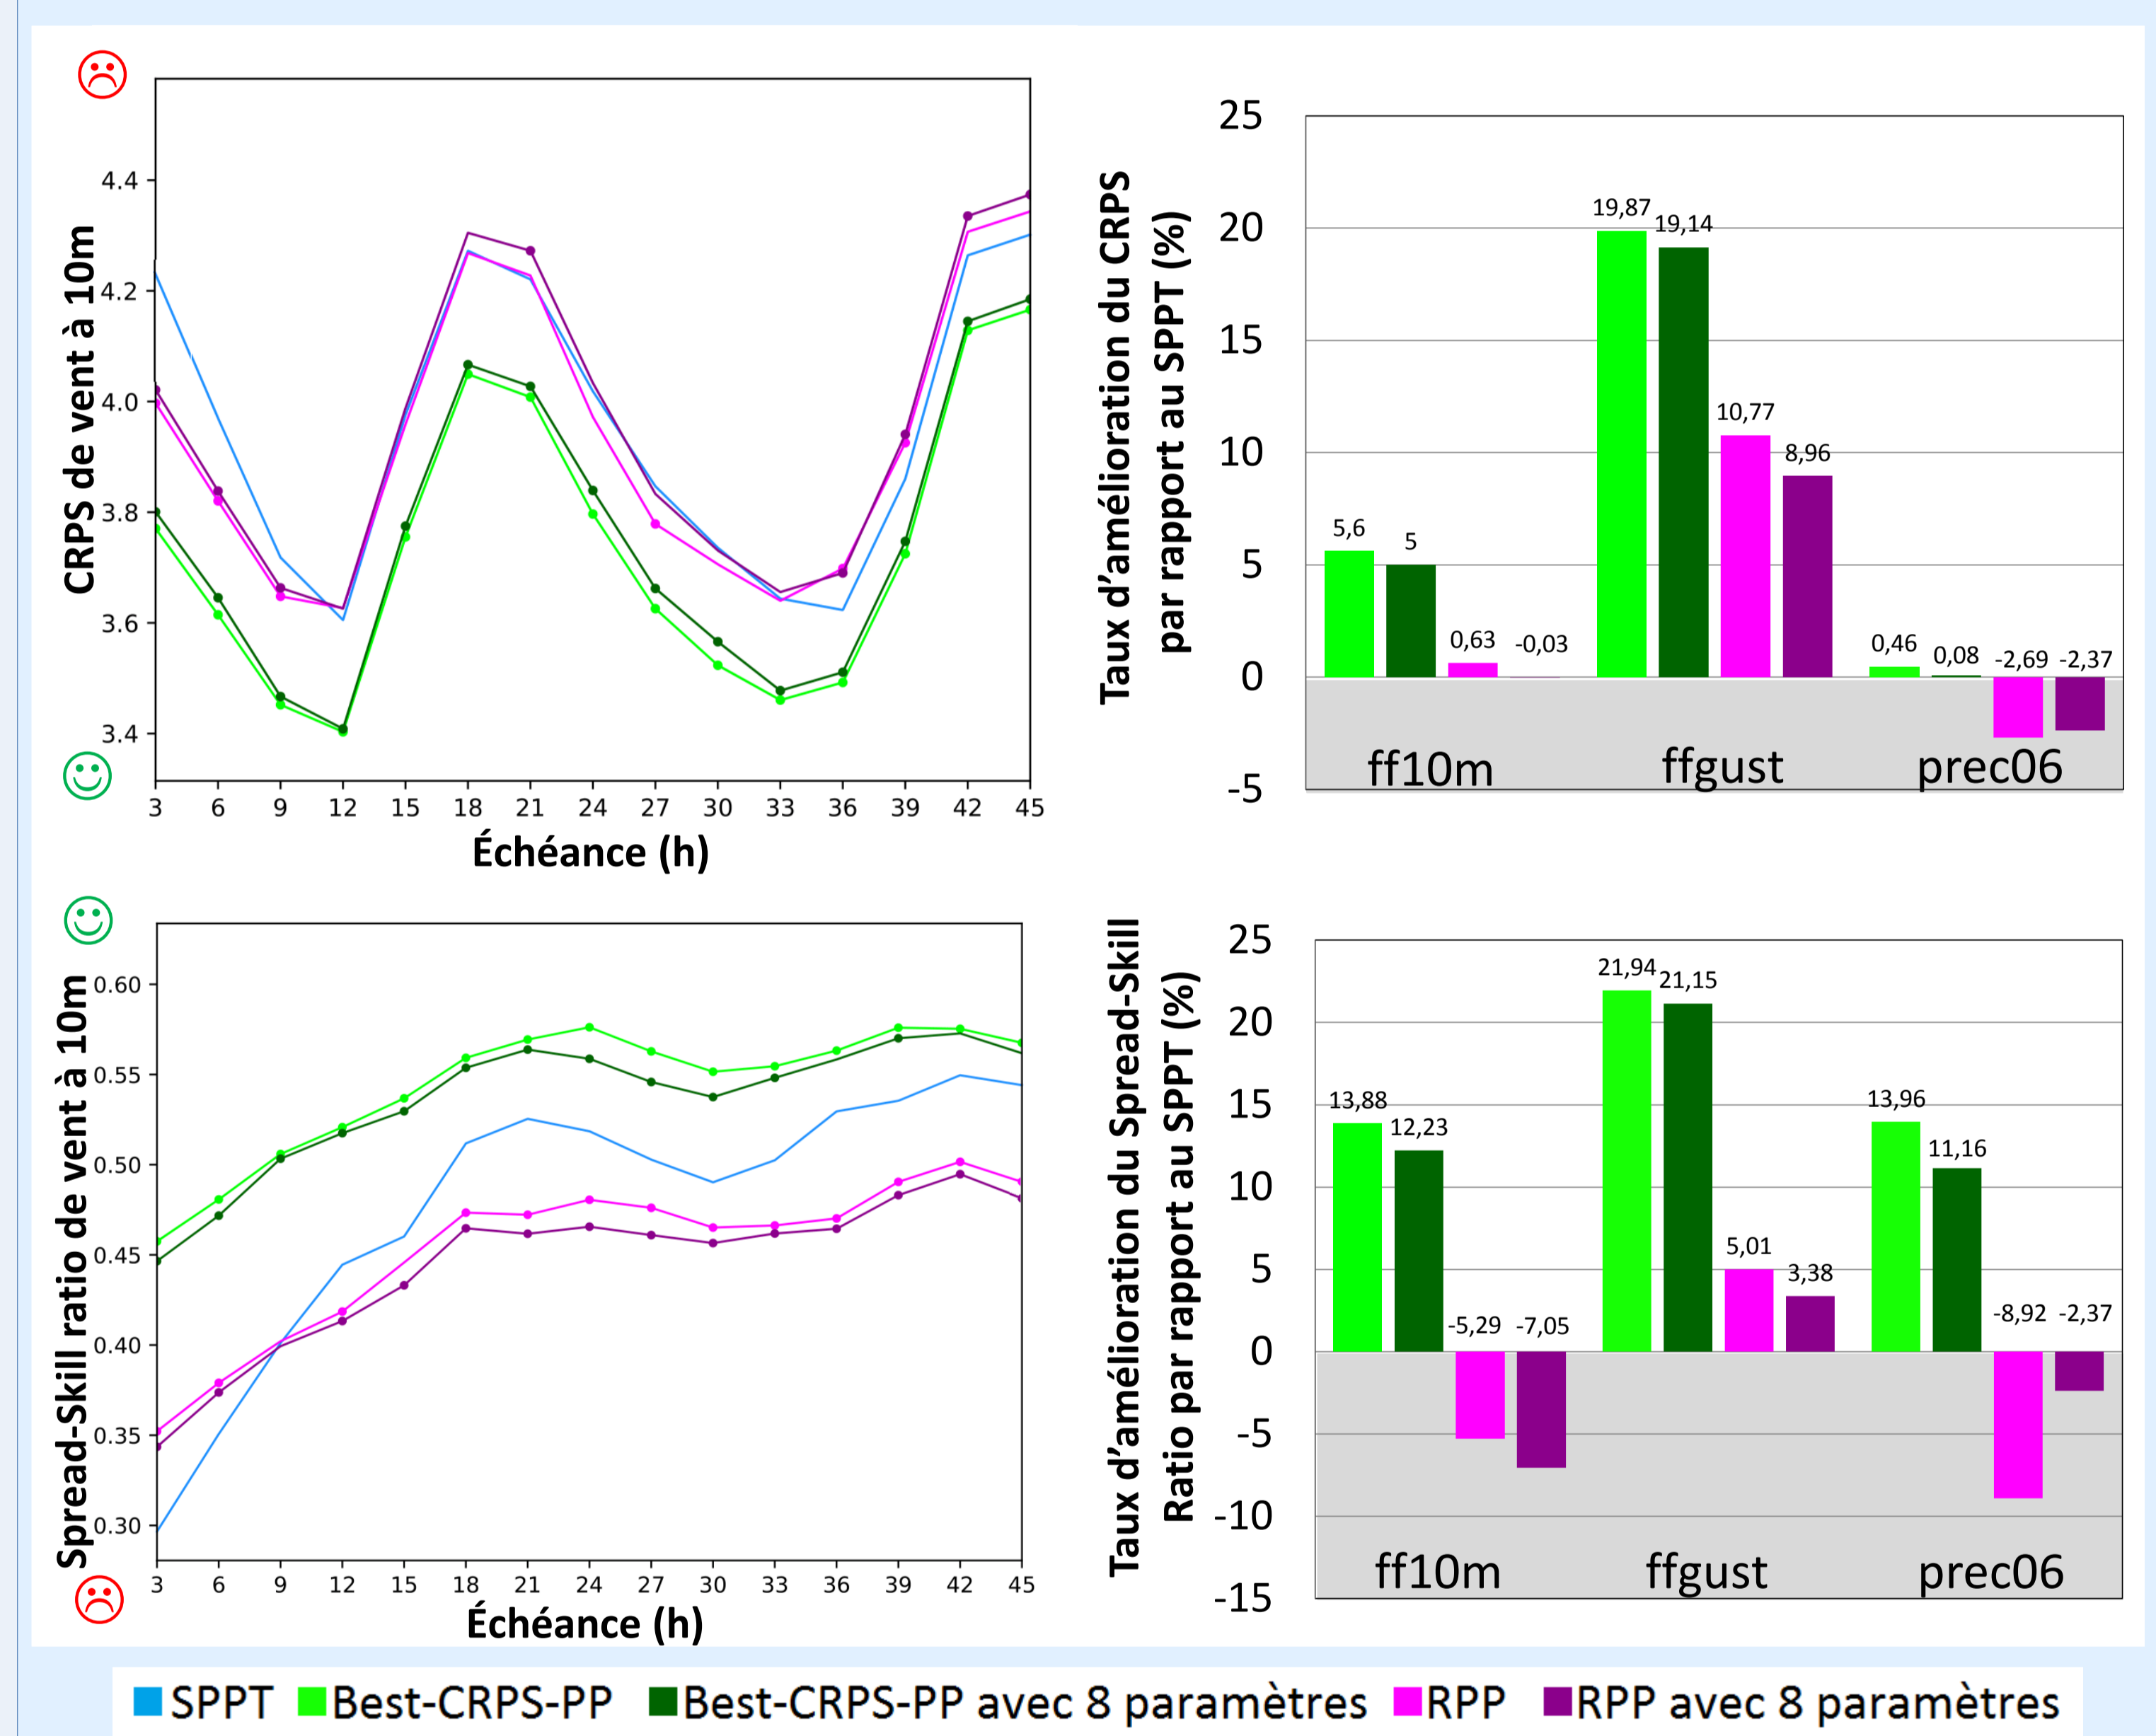 CRPS de vent à 10m
4.4
4.2
4.0
3.8
3.6
3.4
3 6 9 12 15 18 21 24 27 30 33 36 39 42 45
Échéance (h)
Taux d’amélioration du CRPS
par rapport au SPPT (%)
25
20
15
10
5
0
-5
5,6 5 0,63 -0,03
19,87 19,14 10,77 8,96
0,46 0,08 -2,69 -2,37
ff10m ffgust prec06
Spread-Skill ratio de vent à 10m
0.60
0.55
0.50
0.45
0.40
0.35
0.30
3 6 9 12 15 18 21 24 27 30 33 36 39 42 45
Échéance (h)
Taux d’amélioration du Spread-Skill
Ratio par rapport au SPPT (%)
25
20
15
10
5
0
-5
-10
-15
13,88 12,23 -5,29 -7,05
21,94 21,15 5,01 3,38
13,96 11,16 -8,92 -2,37
ff10m ffgust prec06
SPPT Best-CRPS-PP Best-CRPS-PP avec 8 paramètres RPP RPP avec 8 paramètres